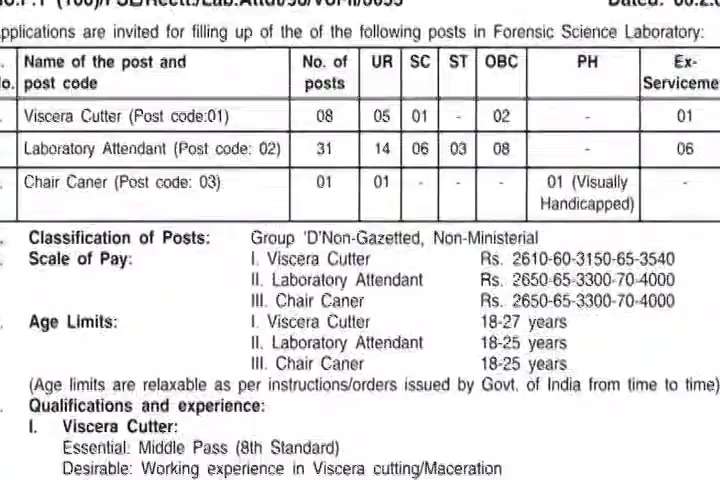 Applications are invited for filling up of the of the following posts in Forensic Science Laboratory:
No. Name of the post and post code No. of posts UR SC ST OBC PH Ex-Serviceme
Viscera Cutter (Post code:01) 08 05 01 - 02 - 01
Laboratory Attendant (Post code: 02) 31 14 06 03 08 - 06
Chair Caner (Post code: 03) 01 01 - - - 01 (Visually Handicapped) -
Classification of Posts: Group 'D'Non-Gazetted, Non-Ministerial
Scale of Pay: I. Viscera Cutter Rs. 2610-60-3150-65-3540
II. Laboratory Attendant Rs. 2650-65-3300-70-4000
III. Chair Caner Rs. 2650-65-3300-70-4000
Age Limits: I. Viscera Cutter 18-27 years
II. Laboratory Attendant 18-25 years
III. Chair Caner 18-25 years
(Age limits are relaxable as per instructions/orders issued by Govt. of India from time to time)
Qualifications and experience:
I. Viscera Cutter:
Essential: Middle Pass (8th Standard)
Desirable: Working experience in Viscera cutting/Maceration